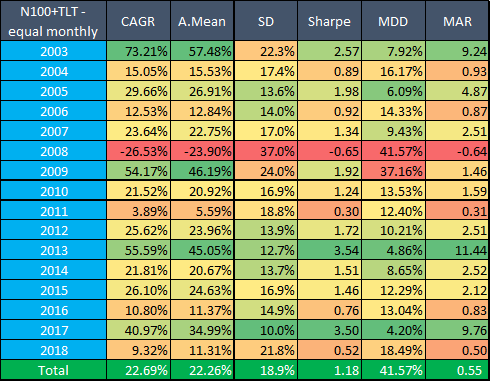 N100+TLT - equal monthly CAGR A.Mean SD Sharpe MDD MAR
2003 73.21% 57.48% 22.3% 2.57 7.92% 9.24
2004 15.05% 15.53% 17.4% 0.89 16.17% 0.93
2005 29.66% 26.91% 13.6% 1.98 6.09% 4.87
2006 12.53% 12.84% 14.0% 0.92 14.33% 0.87
2007 23.64% 22.75% 17.0% 1.34 9.43% 2.51
2008 -26.53% -23.90% 37.0% -0.65 41.57% -0.64
2009 54.17% 46.19% 24.0% 1.92 37.16% 1.46
2010 21.52% 20.92% 16.9% 1.24 13.53% 1.59
2011 3.89% 5.59% 18.8% 0.30 12.40% 0.31
2012 25.62% 23.96% 13.9% 1.72 10.21% 2.51
2013 55.59% 45.05% 12.7% 3.54 4.86% 11.44
2014 21.81% 20.67% 13.7% 1.51 8.65% 2.52
2015 26.10% 24.63% 16.9% 1.46 12.29% 2.12
2016 10.80% 11.37% 14.9% 0.76 13.04% 0.83
2017 40.97% 34.99% 10.0% 3.50 4.20% 9.76
2018 9.32% 11.31% 21.8% 0.52 18.49% 0.50
Total 22.69% 22.26% 18.9% 1.18 41.57% 0.55